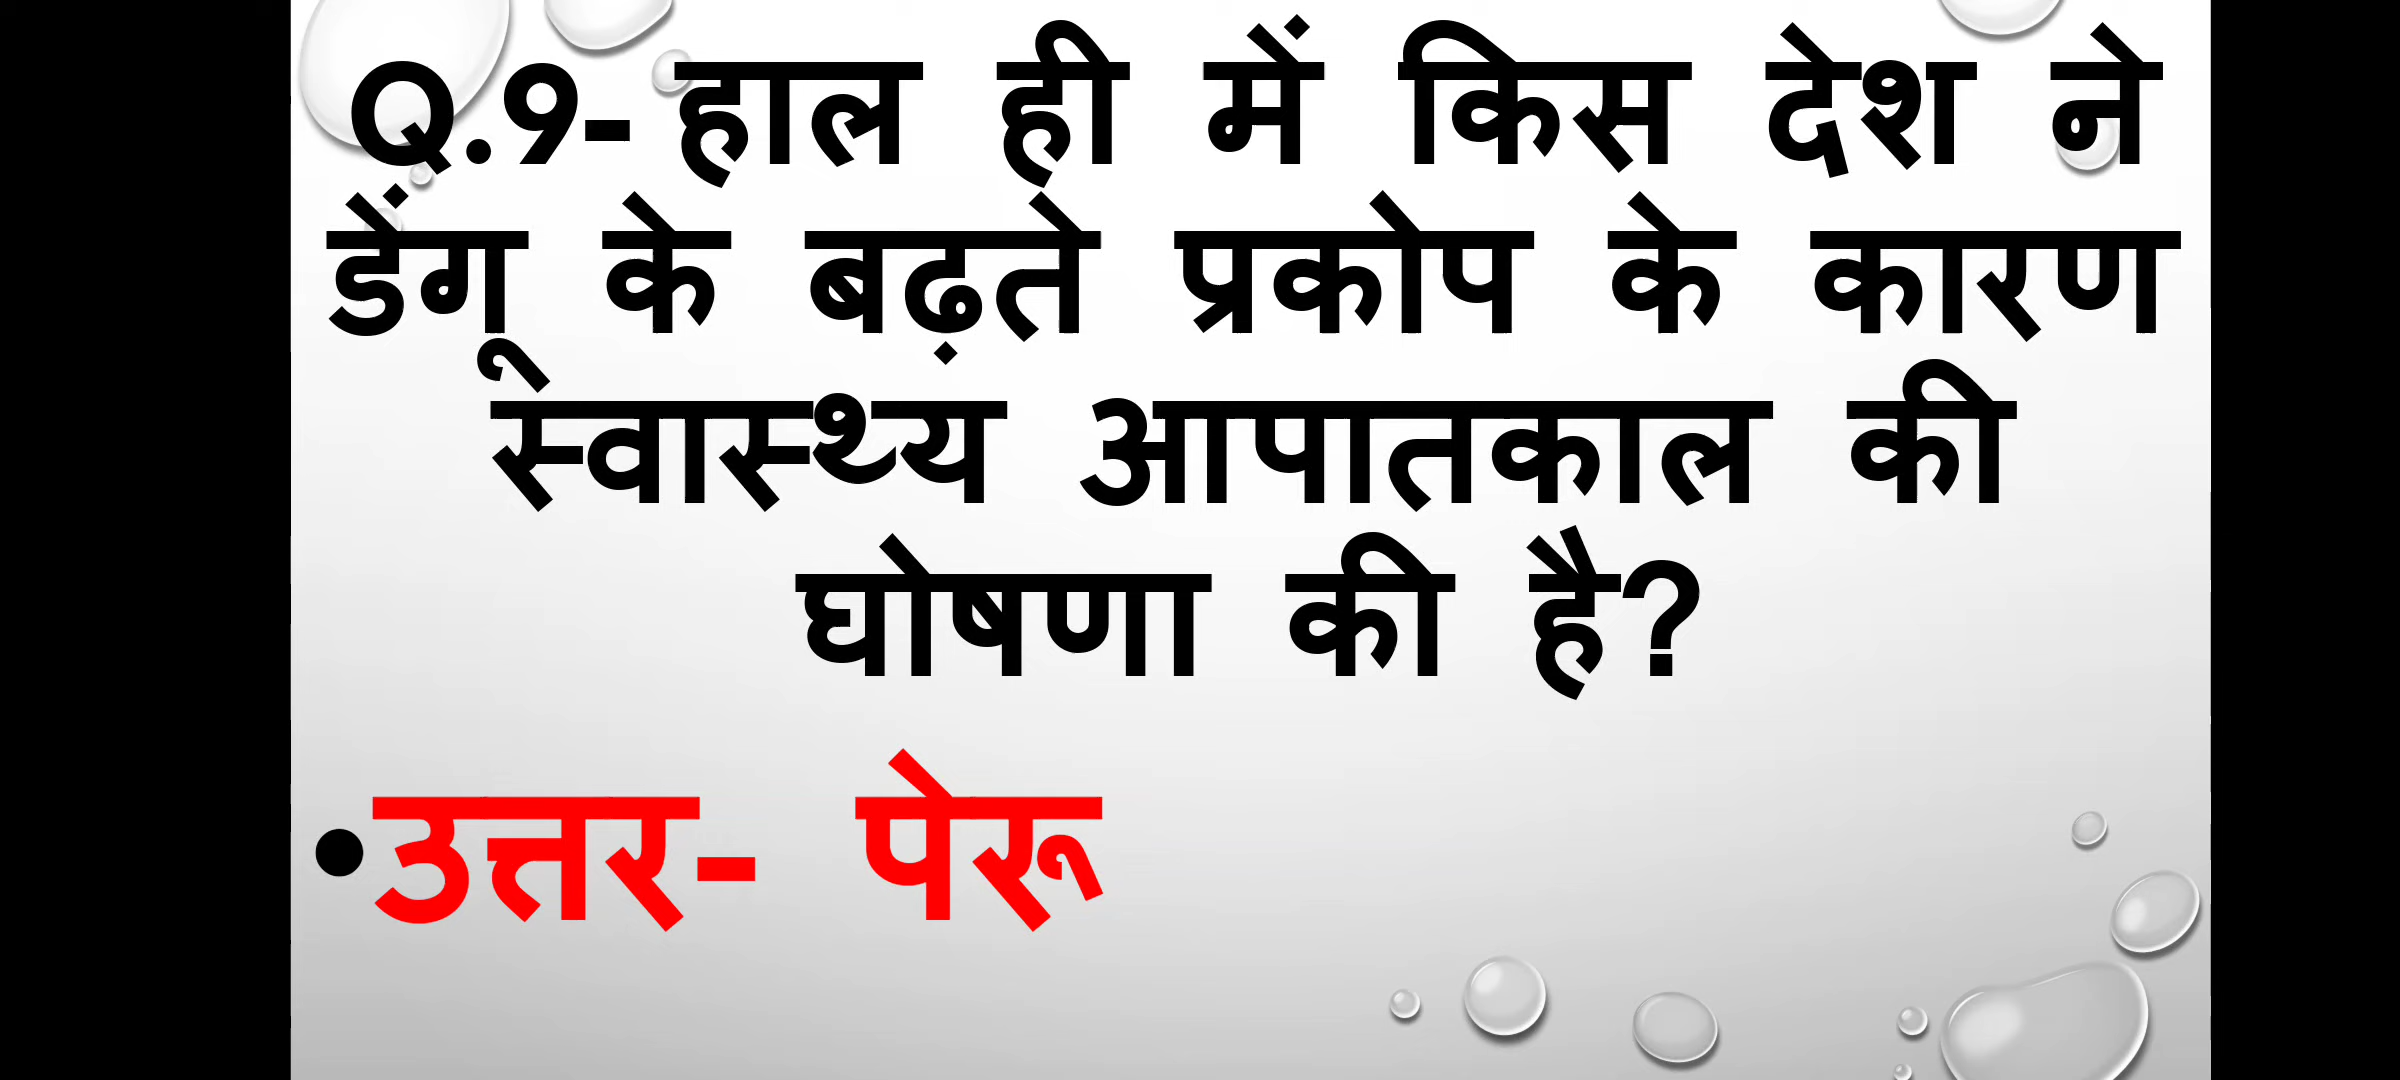 Q.9- हाल ही में किस देश ने
डेंगू के बढ़ते प्रकोप के कारण
स्वास्थ्य आपातकाल की
घोषणा की है?
•उत्तर- पेरू